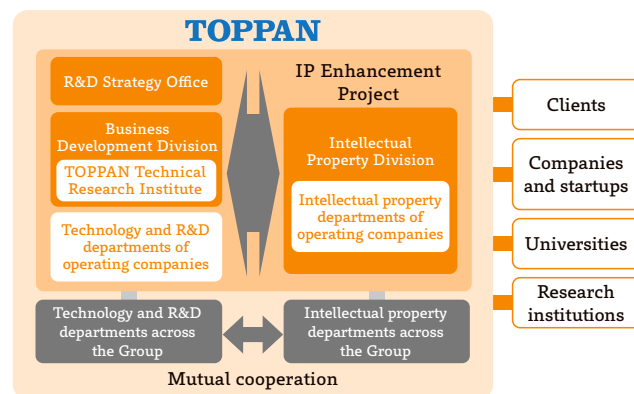 TOPPAN
R&D Strategy Office
Business
Development Division
TOPPAN Technical
Research Institute
Technology and R&D
departments of
operating companies
IP Enhancement
Project
Intellectual
Property Division
Intellectual property
departments of
operating companies
Technology and R&D
departments across
the Group
Intellectual property
departments across
the Group
Mutual cooperation
Clients
Companies
and startups
Universities
Research
institutions